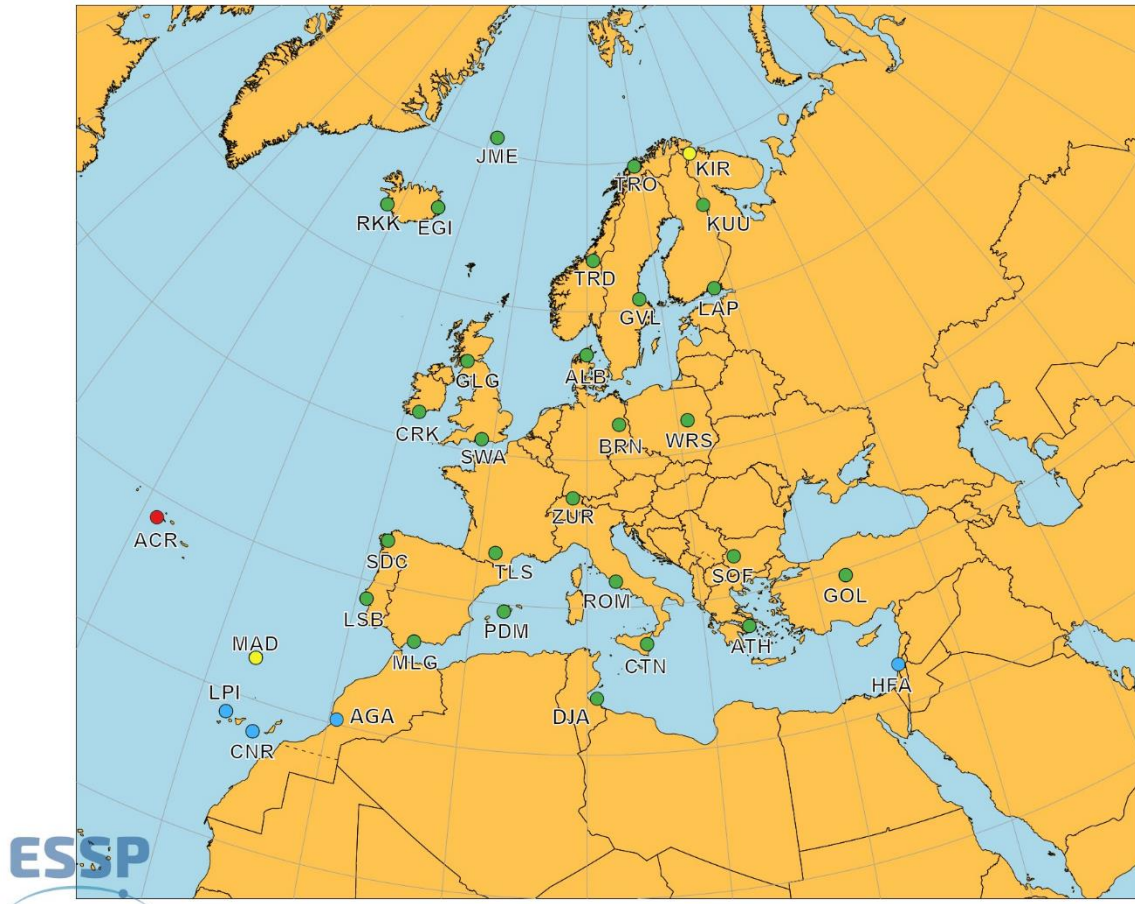 JME
KIR
TRO
RKK
EGI
KUU
TRD
LAP
GVL
GLG
ALB
CRK
BRN
WRS
SWA
ZUR
ACR
SDC
TLS
SOF
GOL
ROM
LSB
PDM
MAD
MLG
ATH
CTN
HFA
LPI
AGA
DJA
CNR
ESSP